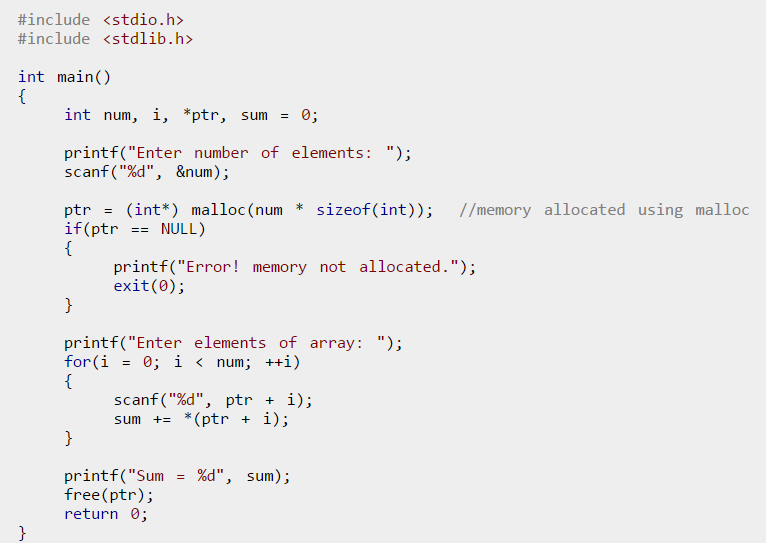 #include <stdio.h>
#include <stdlib.h>

int main()
{
    int num, i, *ptr, sum = 0;

    printf("Enter number of elements: ");
    scanf("%d", &num);

    ptr = (int*) malloc(num * sizeof(int));  //memory allocated using malloc
    if(ptr == NULL)
    {
        printf("Error! memory not allocated.");
        exit(0);
    }

    printf("Enter elements of array: ");
    for(i = 0; i < num; ++i)
    {
        scanf("%d", ptr + i);
        sum += *(ptr + i);
    }

    printf("Sum = %d", sum);
    free(ptr);
    return 0;
}